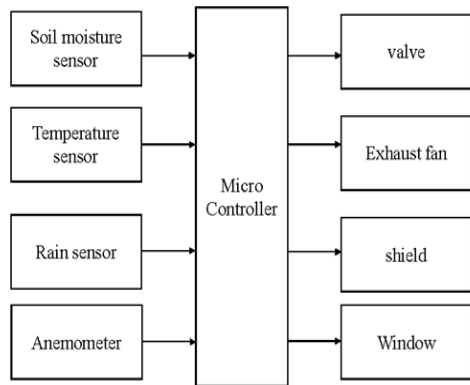 Soil moisture
sensor
Temperature
sensor
Rain sensor
Anemometer
Micro
Controller
valve
Exhaust fan
shield
Window